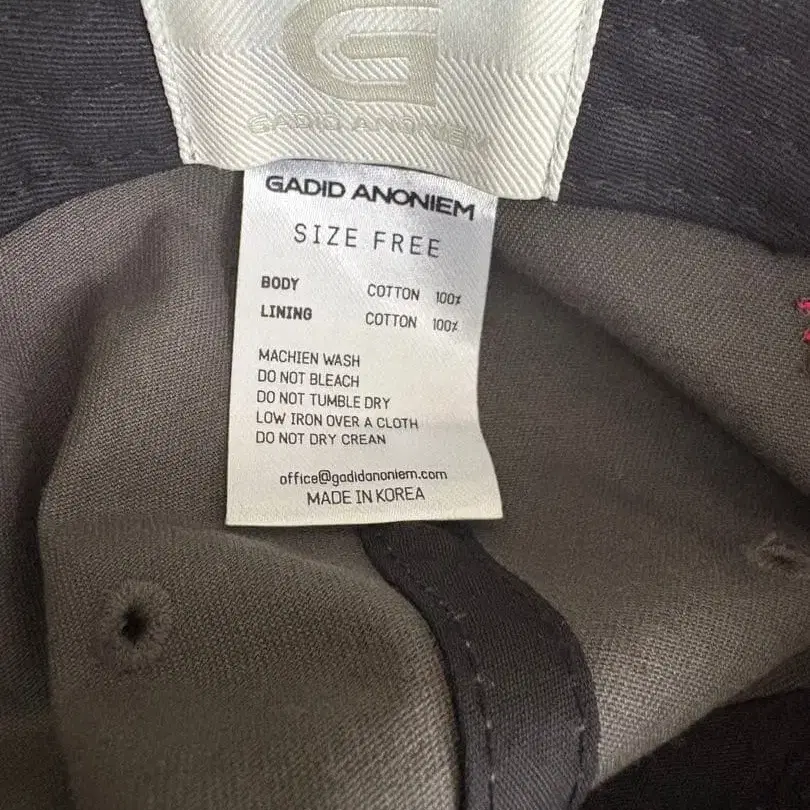 GADID ANONIEM
GADID ANONIEM
SIZE FREE
BODY COTTON 100%
LINING COTTON 100%
MACHIEN WASH
DO NOT BLEACH
DO NOT TUMBLE DRY
LOW IRON OVER A CLOTH
DO NOT DRY CREAN
office@gadidanoniem.com
MADE IN KOREA